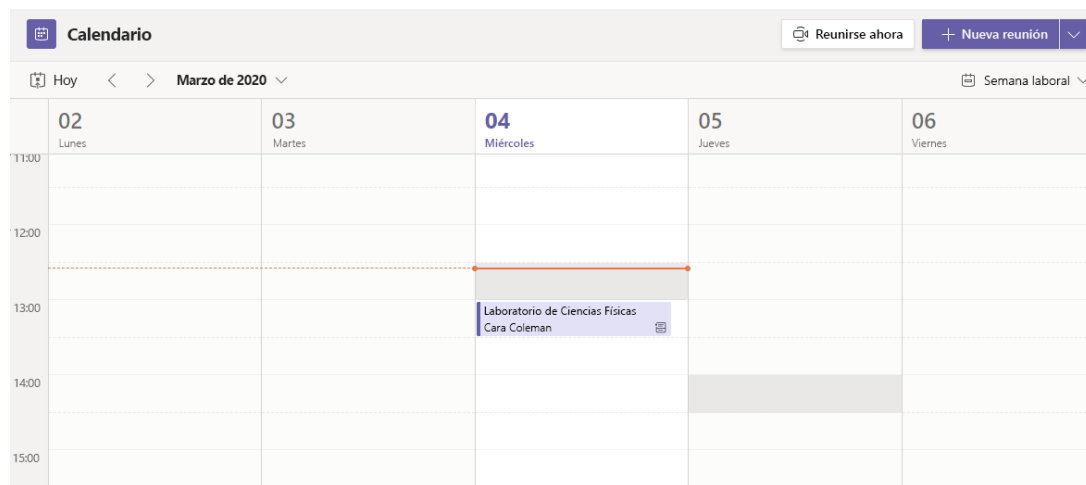 Calendario
Reunirse ahora
Nueva reunión
Hoy
Marzo de 2020
Semana laboral
02
Lunes
03
Martes
04
Miércoles
05
Jueves
06
Viernes
11:00
12:00
13:00
Laboratorio de Ciencias Físicas
Cara Coleman
14:00
15:00